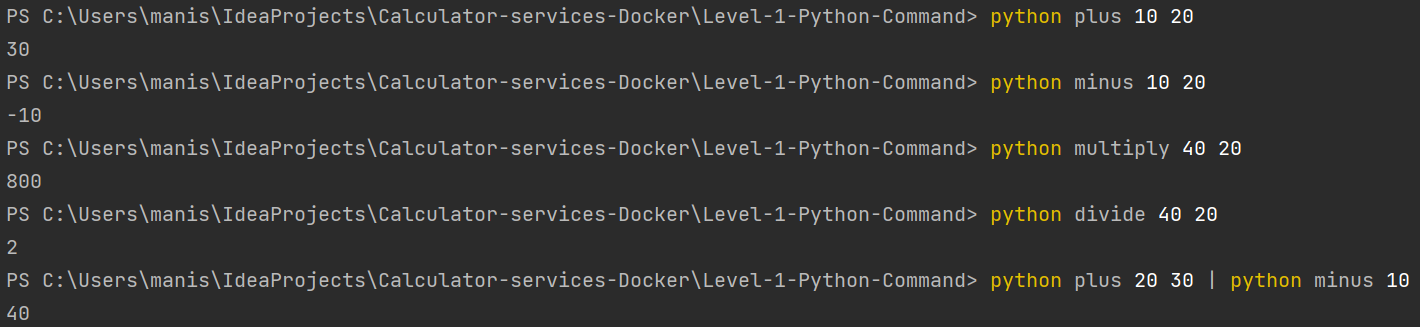 PS C:\Users\manis\IdeaProjects\Calculator-services-Docker\Level-1-Python-Command> python plus 10 20
30
PS C:\Users\manis\IdeaProjects\Calculator-services-Docker\Level-1-Python-Command> python minus 10 20
-10
PS C:\Users\manis\IdeaProjects\Calculator-services-Docker\Level-1-Python-Command> python multiply 40 20
800
PS C:\Users\manis\IdeaProjects\Calculator-services-Docker\Level-1-Python-Command> python divide 40 20
2
PS C:\Users\manis\IdeaProjects\Calculator-services-Docker\Level-1-Python-Command> python plus 20 30 | python minus 10
40